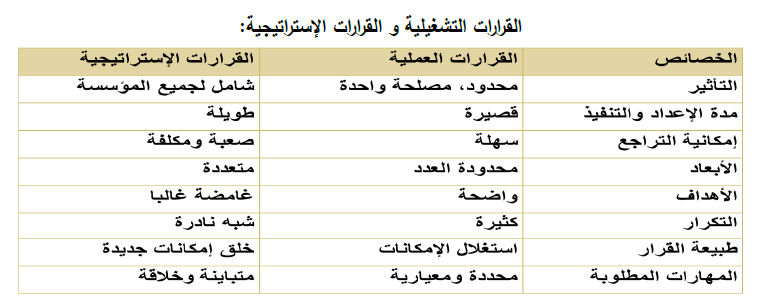 القرارات التشغيلية و القرارات الإستراتيجية:
الخصائص القرارات العملية القرارات الإستراتيجية
التأثير محدود، مصلحة واحدة شامل لجميع المؤسسة
مدة الإعداد والتنفيذ قصيرة طويلة
إمكانية التراجع سهلة صعبة ومكلفة
الأبعاد محدودة العدد متعددة
الأهداف واضحة غامضة غالبا
التكرار كثيرة شبه نادرة
طبيعة القرار استغلال الإمكانات خلق إمكانات جديدة
المهارات المطلوبة محددة ومعيارية متباينة وخلاقة